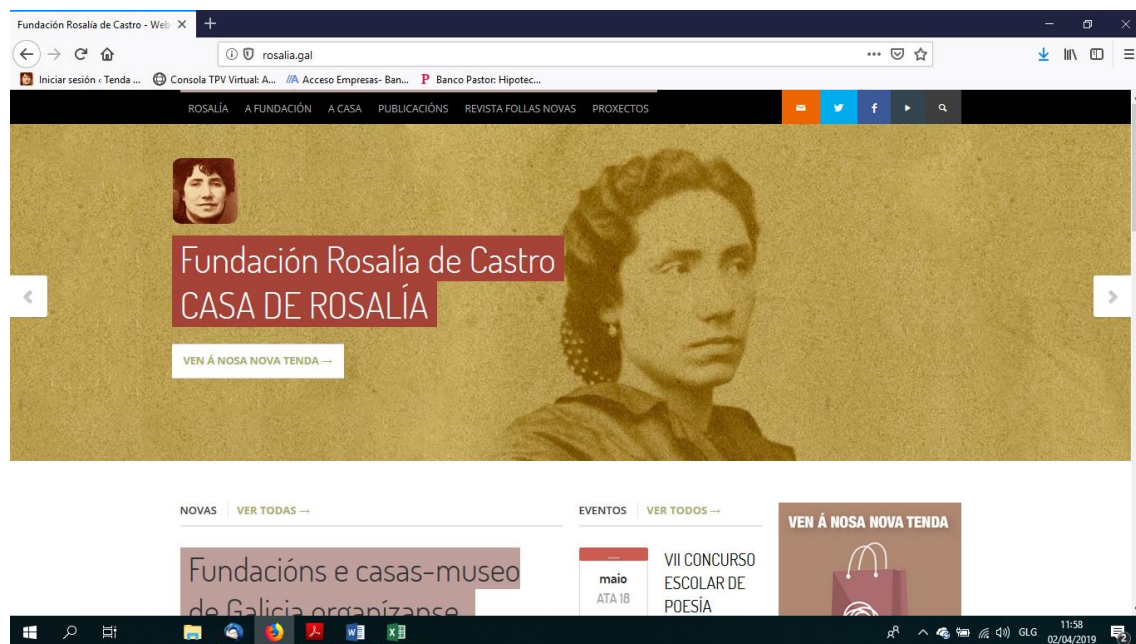 Fundación Rosalía de Castro - Web
rosalia.gal
Iniciar sesión < Tenda ... Consola TPV Virtual: A... //A Acceso Empresas- Ban... P Banco Pastor: Hipotec...
ROSALÍA A FUNDACIÓN A CASA PUBLICACIÓNS REVISTA FOLLAS NOVAS PROXECTOS
Fundación Rosalía de Castro
CASA DE ROSALÍA
VEN Á NOSA NOVA TENDA →
NOVAS VER TODAS →
Fundacións e casas-museo
de Galicia organízanse
EVENTOS VER TODOS →
maio
ATA 18
VII CONCURSO
ESCOLAR DE
POESÍA
VEN Á NOSA NOVA TENDA
GLG
11:58
02/04/2019